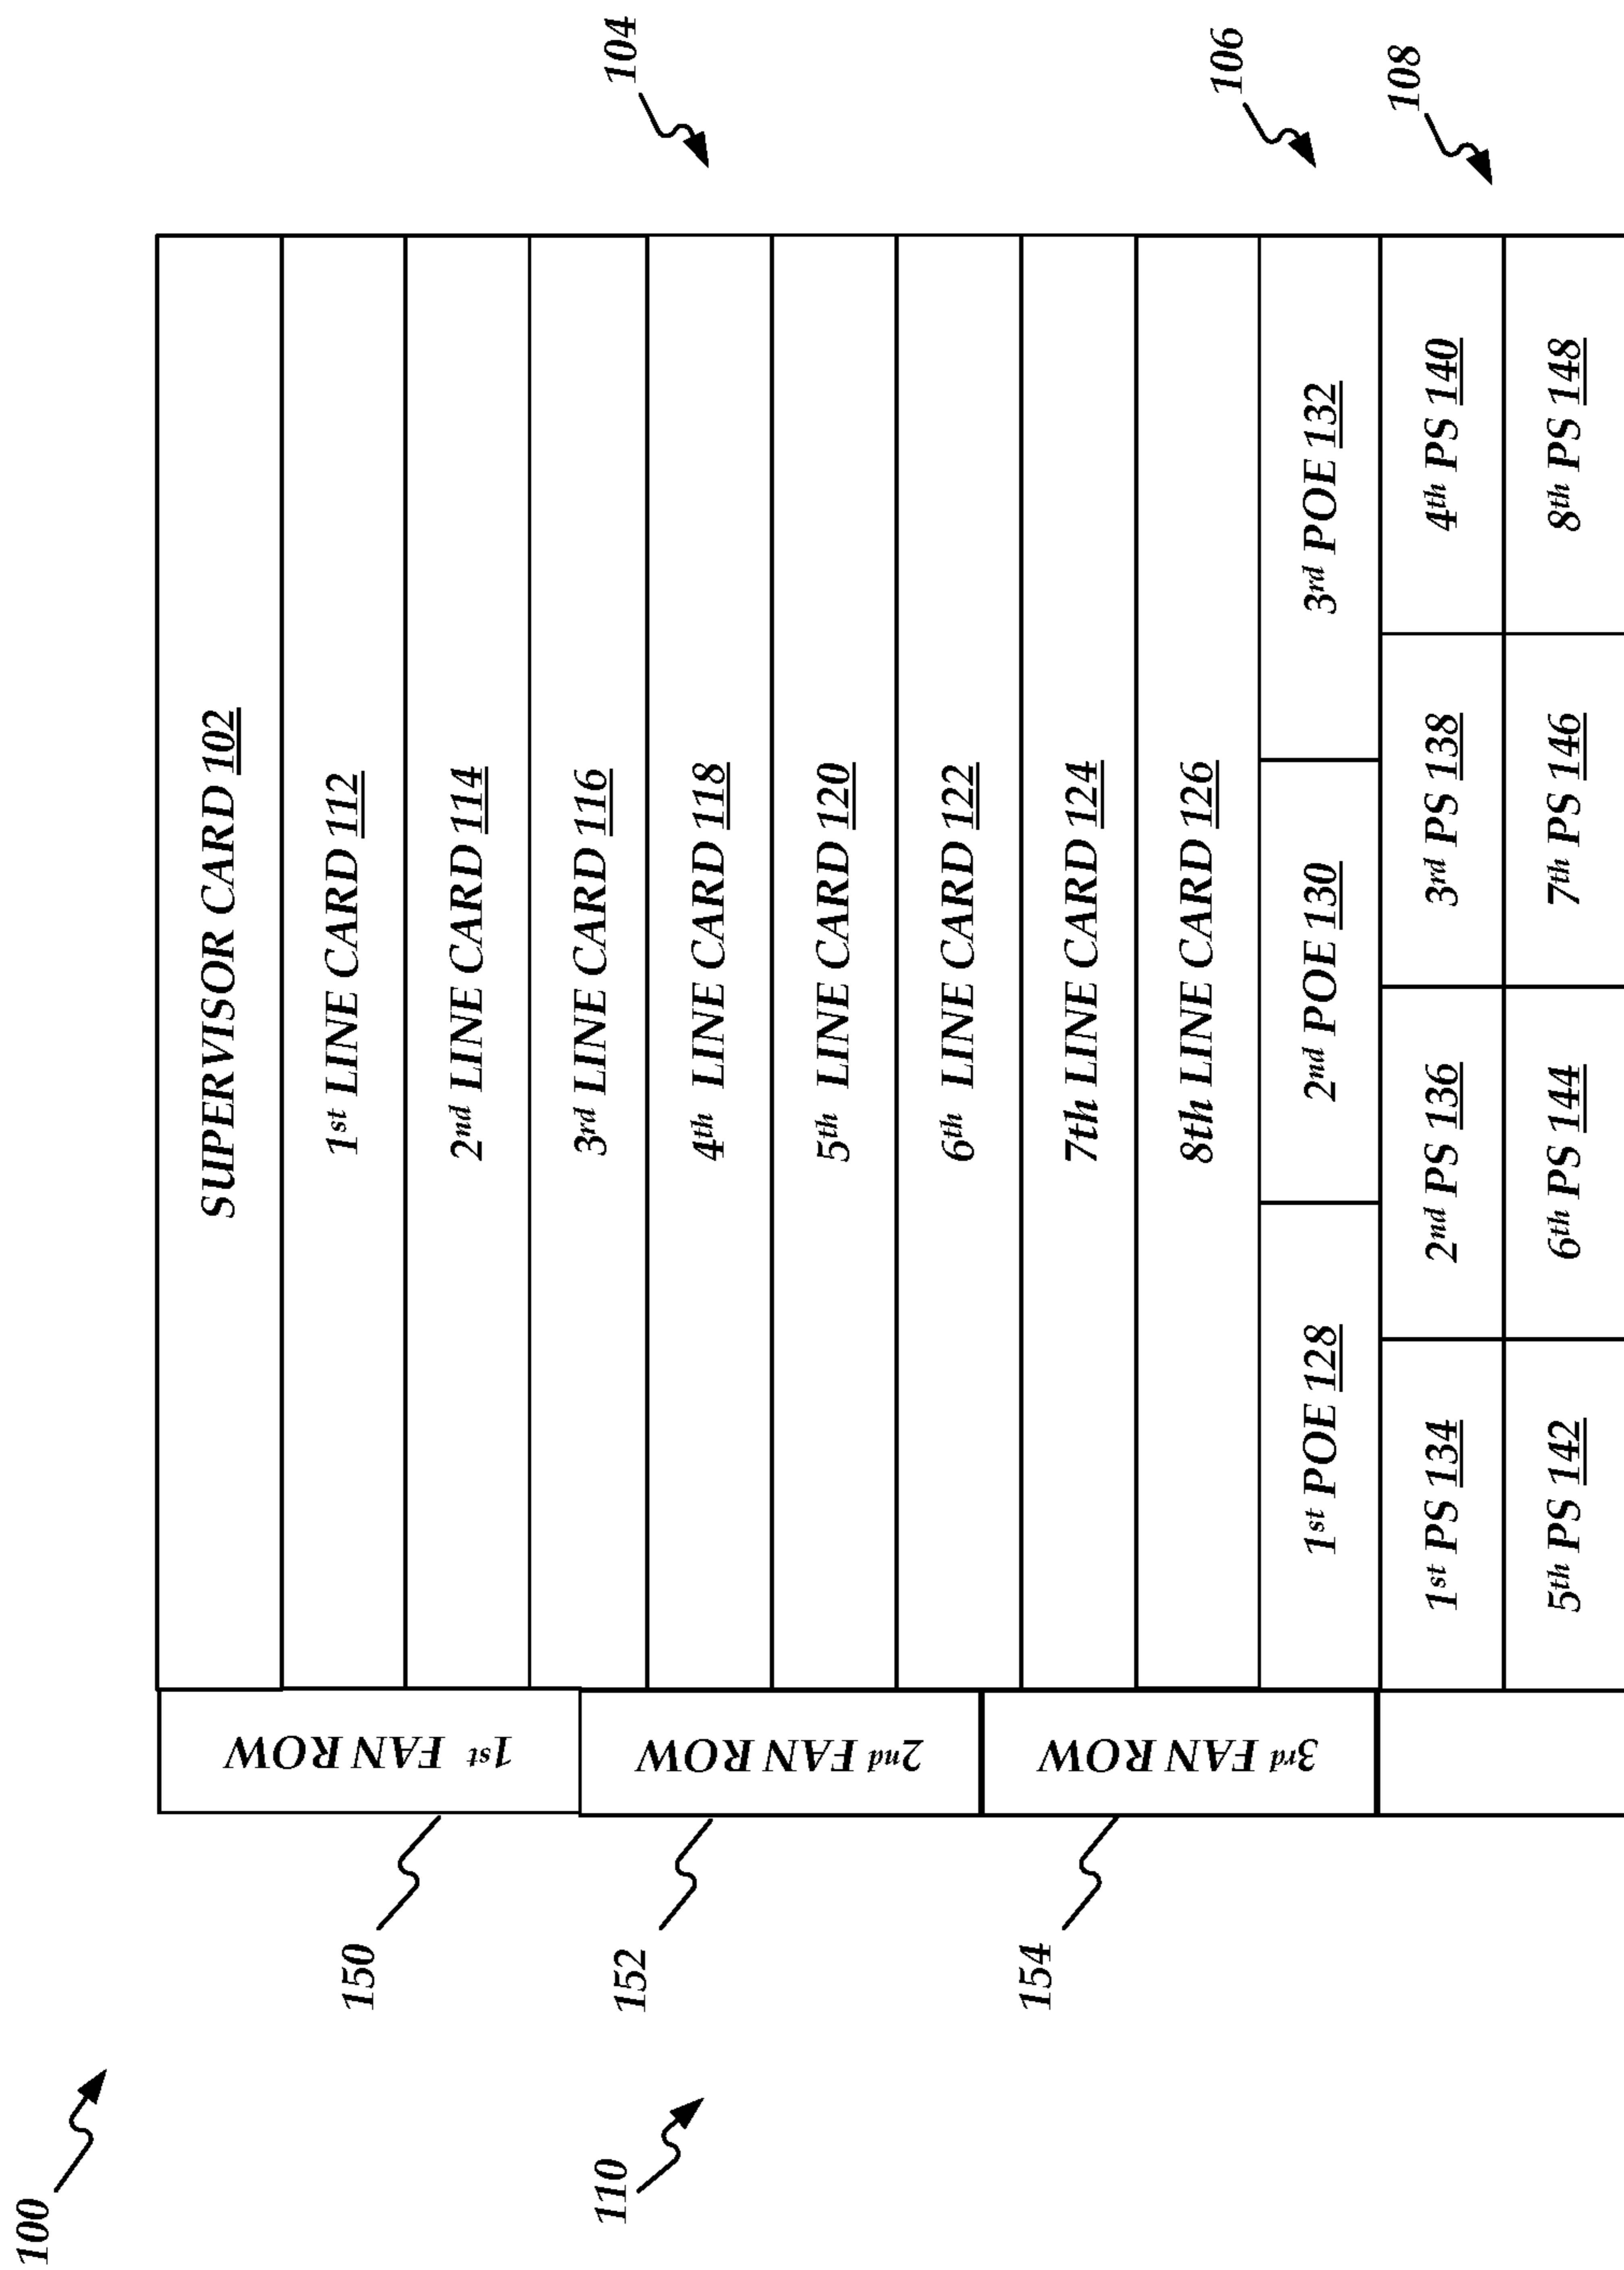 100
110
150
152
154
1st FAN ROW
2nd FAN ROW
3rd FAN ROW
SUPERVISOR CARD 102
1st LINE CARD 112
2nd LINE CARD 114
3rd LINE CARD 116
4th LINE CARD 118
5th LINE CARD 120
6th LINE CARD 122
7th LINE CARD 124
8th LINE CARD 126
1st POE 128
2nd POE 130
3rd POE 132
1st PS 134
2nd PS 136
3rd PS 138
4th PS 140
5th PS 142
6th PS 144
7th PS 146
8th PS 148
104
106
108